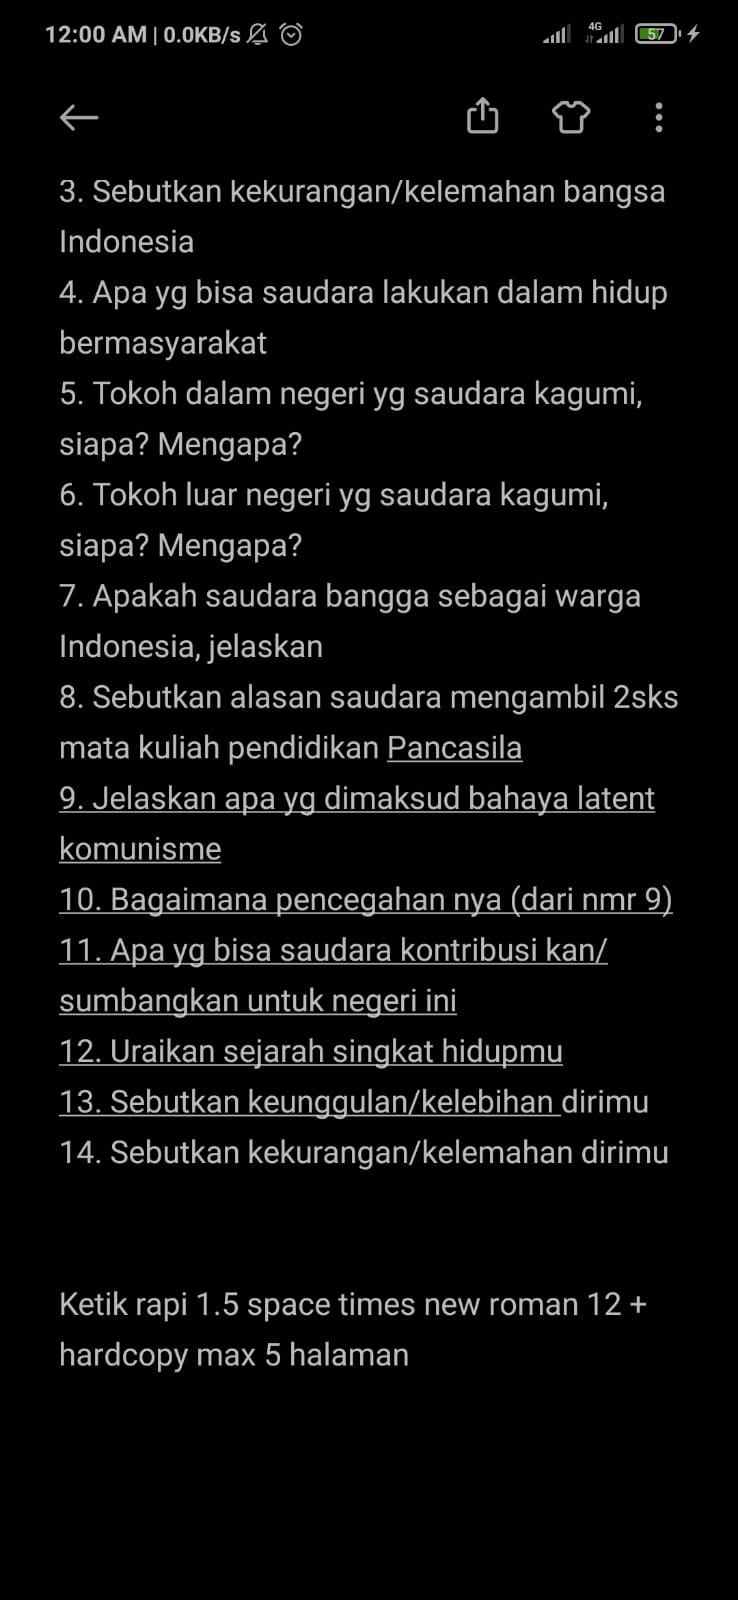 12:00 AM | 0.0KB/s
4G
57
3. Sebutkan kekurangan/kelemahan bangsa
Indonesia
4. Apa yg bisa saudara lakukan dalam hidup
bermasyarakat
5. Tokoh dalam negeri yg saudara kagumi,
siapa? Mengapa?
6. Tokoh luar negeri yg saudara kagumi,
siapa? Mengapa?
7. Apakah saudara bangga sebagai warga
Indonesia, jelaskan
8. Sebutkan alasan saudara mengambil 2sks
mata kuliah pendidikan Pancasila
9. Jelaskan apa yg dimaksud bahaya latent
komunisme
10. Bagaimana pencegahan nya (dari nmr 9)
11. Apa yg bisa saudara kontribusi kan/
sumbangkan untuk negeri ini
12. Uraikan sejarah singkat hidupmu
13. Sebutkan keunggulan/kelebihan dirimu
14. Sebutkan kekurangan/kelemahan dirimu
Ketik rapi 1.5 space times new roman 12 +
hardcopy max 5 halaman